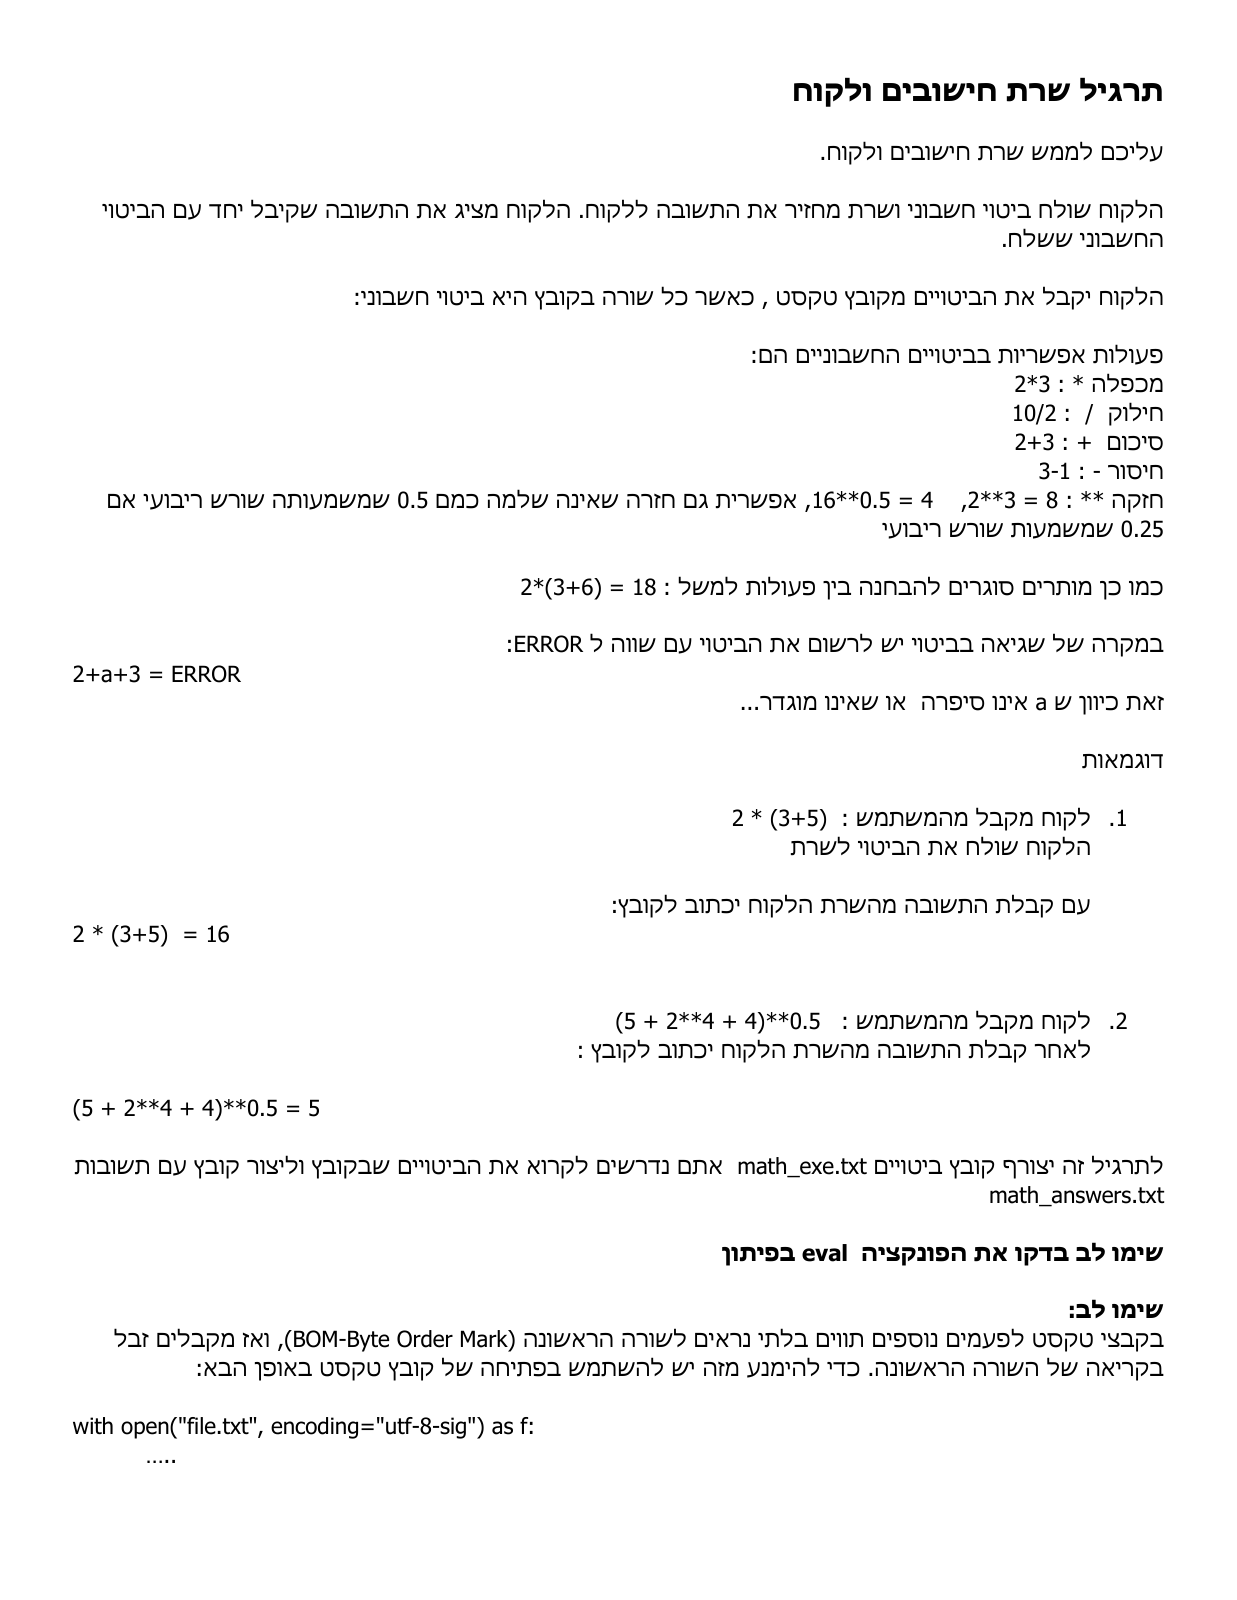 תרגיל שרת חישובים ולקוח
עליכם לממש שרת חישובים ולקוח.
הלקוח שולח ביטוי חשבוני ושרת מחזיר את התשובה ללקוח. הלקוח מציג את התשובה שקיבל יחד עם הביטוי
החשבוני ששלח.
הלקוח יקבל את הביטויים מקובץ טקסט , כאשר כל שורה בקובץ היא ביטוי חשבוני:
פעולות אפשריות בביטויים החשבוניים הם:
מכפלה * : 2*3
חילוק / : 10/2
סיכום + : 2+3
חיסור - : 3-1
חזקה ** : 2**3 = 8, 16**0.5 = 4, אפשרית גם חזרה שאינה שלמה כמם 0.5 שמשמעותה שורש ריבועי אם
0.25 שמשמעות שורש ריבועי
כמו כן מותרים סוגרים להבחנה בין פעולות למשל : 2*(3+6) = 18
במקרה של שגיאה בביטוי יש לרשום את הביטוי עם שווה ל ERROR:
2+a+3 = ERROR
זאת כיוון ש a אינו סיפרה או שאינו מוגדר...
דוגמאות
1. לקוח מקבל מהמשתמש : 2 * (3+5)
הלקוח שולח את הביטוי לשרת
עם קבלת התשובה מהשרת הלקוח יכתוב לקובץ:
2 * (3+5) = 16
2. לקוח מקבל מהמשתמש : (5 + 2**4 + 4)**0.5
לאחר קבלת התשובה מהשרת הלקוח יכתוב לקובץ :
(5 + 2**4 + 4)**0.5 = 5
לתרגיל זה יצורף קובץ ביטויים math_exe.txt אתם נדרשים לקרוא את הביטויים שבקובץ וליצור קובץ עם תשובות
math_answers.txt
שימו לב בדקו את הפונקציה eval בפיתון
שימו לב:
בקבצי טקסט לפעמים נוספים תווים בלתי נראים לשורה הראשונה (BOM-Byte Order Mark), ואז מקבלים זבל
בקריאה של השורה הראשונה. כדי להימנע מזה יש להשתמש בפתיחה של קובץ טקסט באופן הבא:
with open("file.txt", encoding="utf-8-sig") as f:
…..